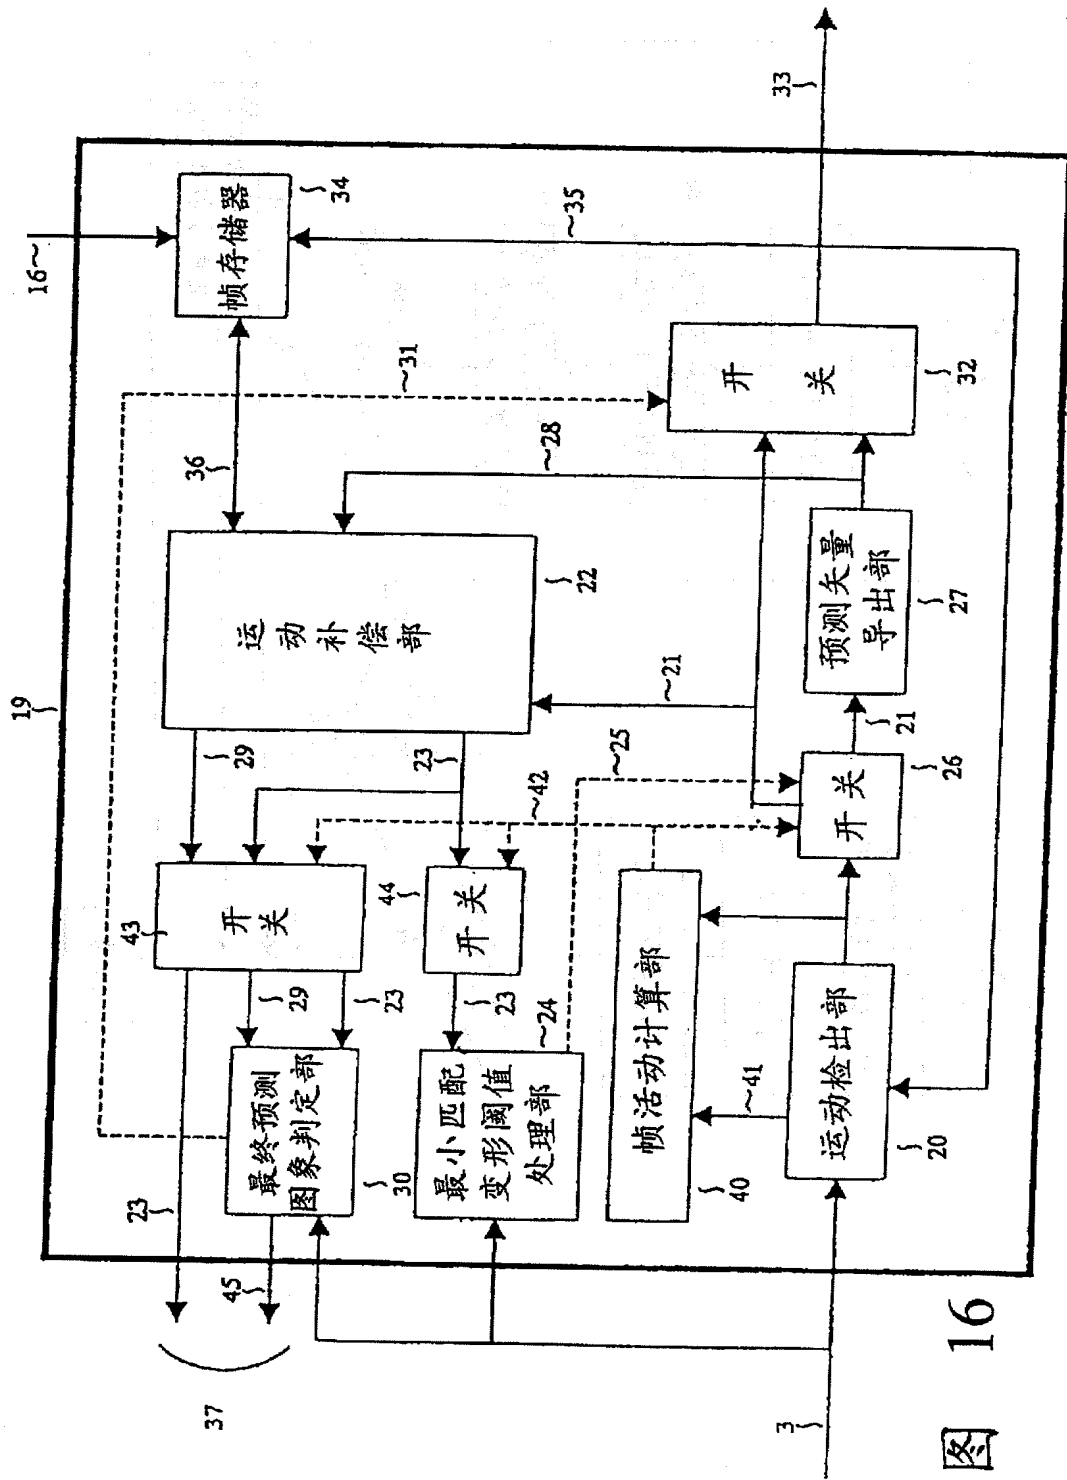 19
16
23
43
36
帧存储器
37
45
29
开
关
运
动
补
偿
部
34
最终预测
图象判定部
29
23
30
44
23
31
最小匹配
变形阈值
处理部
23
开关
22
28
24
42
35
帧活动计算部
21
25
40
41
开
关
33
3
运动检出部
开关
预测矢量
导出部
21
20
26
27
32
图 16